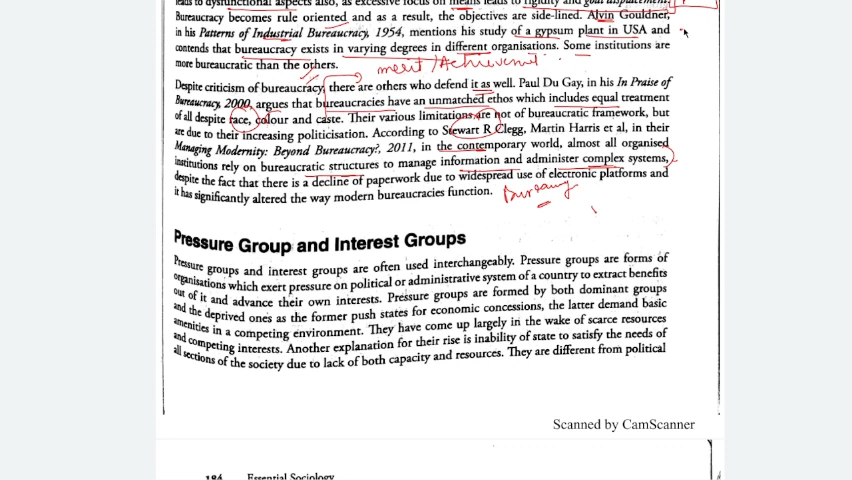 leads to dysfunctional aspects also, as excessive focus on means leads to rigidity and goal displacement.
Bureaucracy becomes rule oriented and as a result, the objectives are side-lined. Alvin Gouldner,
in his Patterns of Industrial Bureaucracy, 1954, mentions his study of a gypsum plant in USA and
contends that bureaucracy exists in varying degrees in different organisations. Some institutions are
more bureaucratic than the others.
merit/Achievement
Despite criticism of bureaucracy, there are others who defend it as well. Paul Du Gay, in his In Praise of
Bureaucracy, 2000, argues that bureaucracies have an unmatched ethos which includes equal treatment
of all despite race, colour and caste. Their various limitations are not of bureaucratic framework, but
are due to their increasing politicisation. According to Stewart R Clegg, Martin Harris et al, in their
Managing Modernity: Beyond Bureaucracy?, 2011, in the contemporary world, almost all organised
institutions rely on bureaucratic structures to manage information and administer complex systems,
despite the fact that there is a decline of paperwork due to widespread use of electronic platforms and
it has significantly altered the way modern bureaucracies function.
Pressure Group and Interest Groups
Pressure groups and interest groups are often used interchangeably. Pressure groups are forms of
organisations which exert pressure on political or administrative system of a country to extract benefits
out of it and advance their own interests. Pressure groups are formed by both dominant groups
and the deprived ones as the former push states for economic concessions, the latter demand basic
amenities in a competing environment. They have come up largely in the wake of scarce resources
and competing interests. Another explanation for their rise is inability of state to satisfy the needs of
all sections of the society due to lack of both capacity and resources. They are different from political
Scanned by CamScanner
184 Essential Sociology